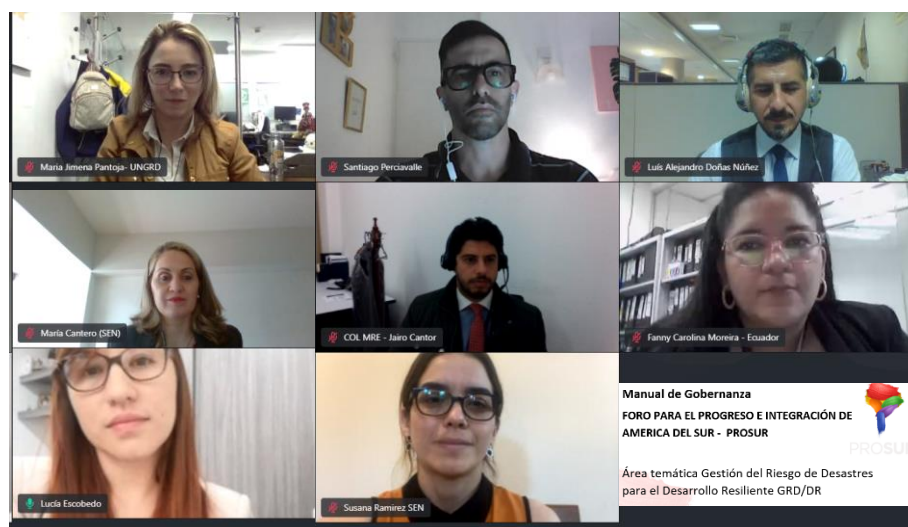 Maria Jimena Pantoja- UNGRD
Santiago Perciavalle
Luís Alejandro Doñas Núñez
María Cantero (SEN)
COL MRE - Jairo Cantor
Fanny Carolina Moreira - Ecuador
Lucía Escobedo
Susana Ramirez SEN
Manual de Gobernanza
FORO PARA EL PROGRESO E INTEGRACIÓN DE
AMERICA DEL SUR - PROSUR
PROSUR
Área temática Gestión del Riesgo de Desastres
para el Desarrollo Resiliente GRD/DR